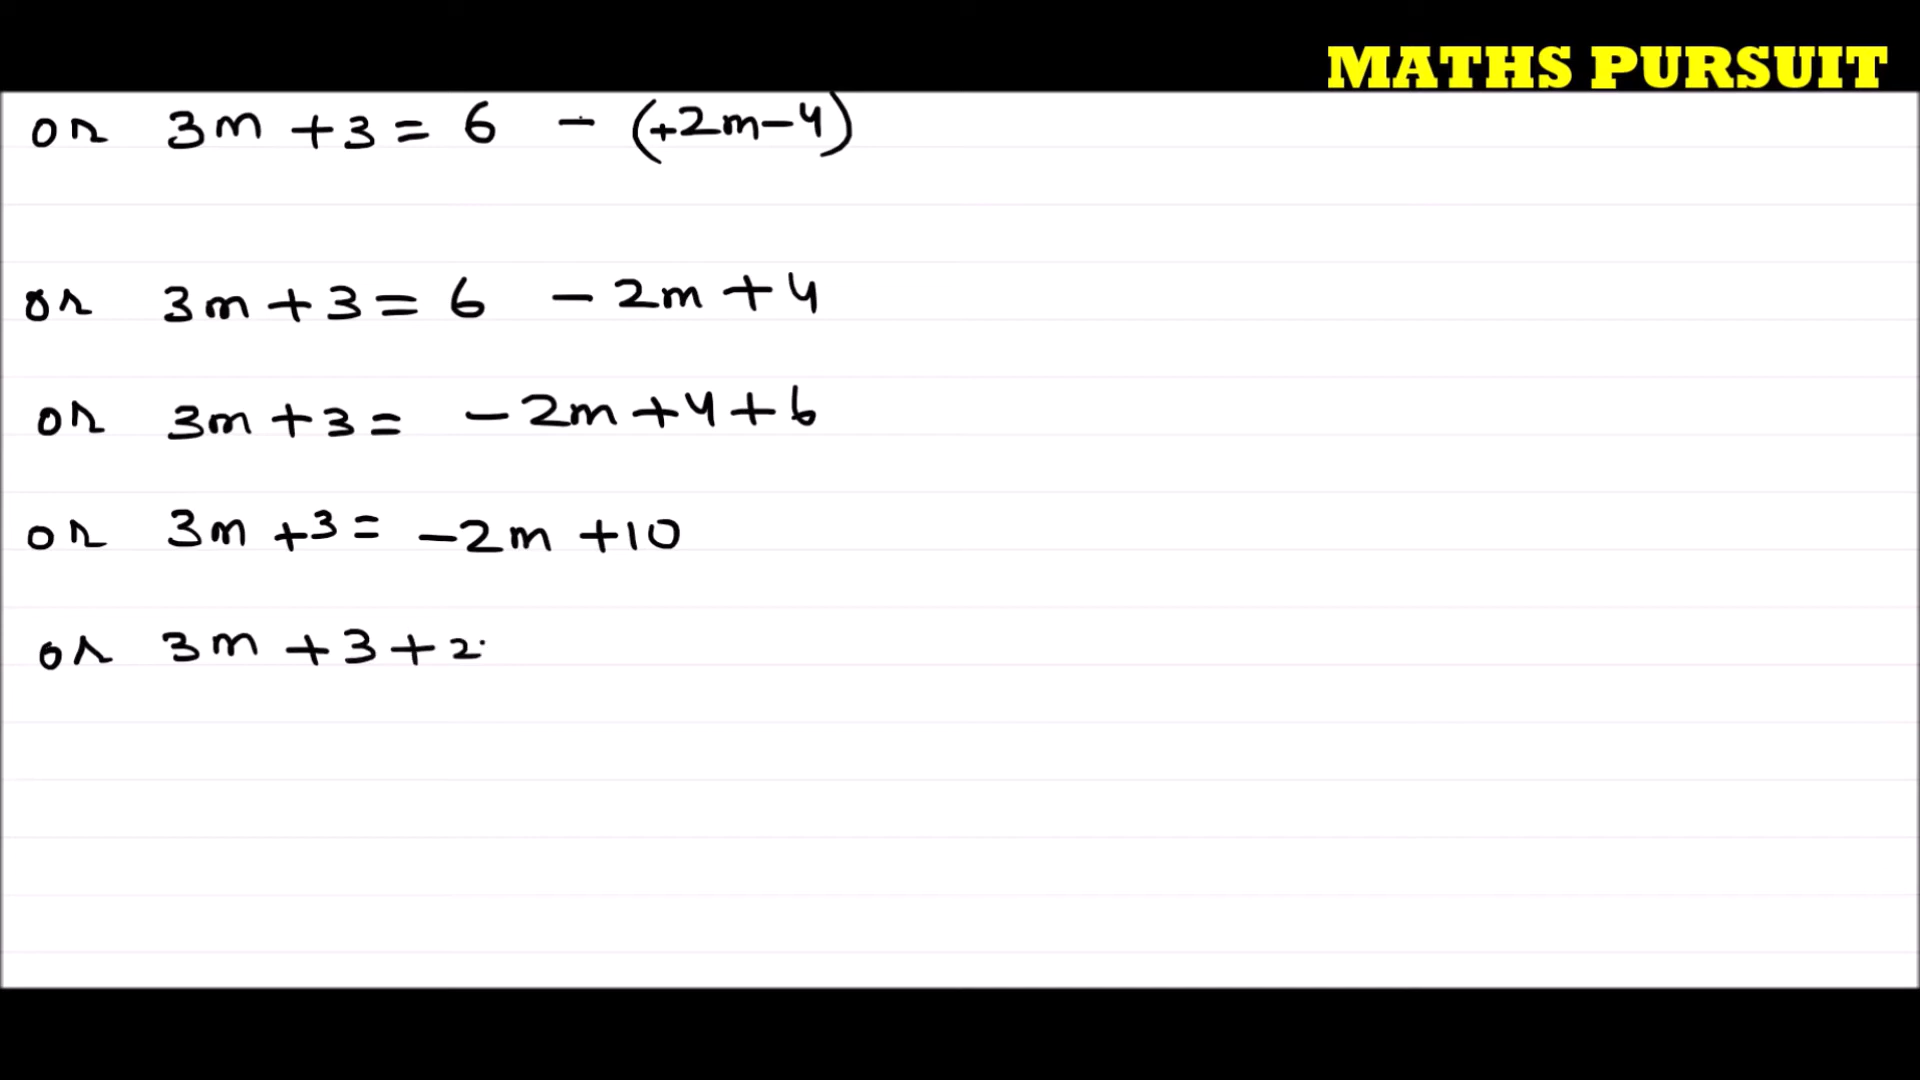 MATHS PURSUIT
or 3m + 3 = 6 - (+2m-4)
or 3m + 3 = 6 - 2m + 4
or 3m + 3 = - 2m + 4 + 6
or 3m + 3 = - 2m + 10
or 3m + 3 + 2